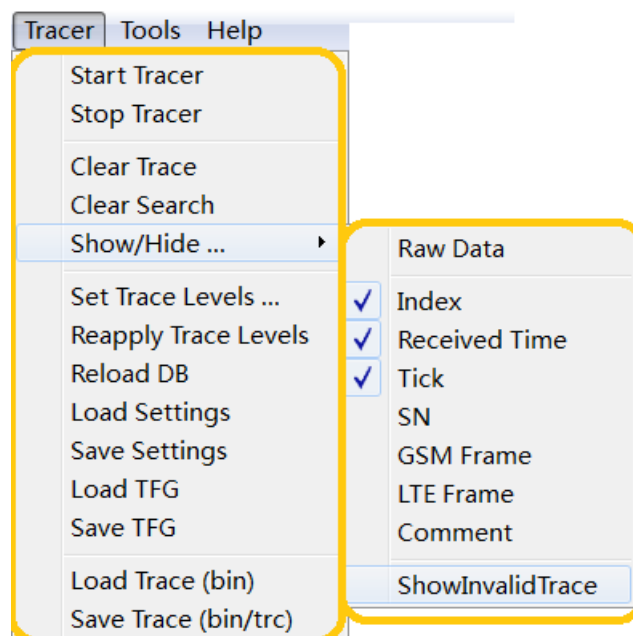 Tracer Tools Help
Start Tracer
Stop Tracer
Clear Trace
Clear Search
Show/Hide ...
Set Trace Levels ...
Reapply Trace Levels
Reload DB
Load Settings
Save Settings
Load TFG
Save TFG
Load Trace (bin)
Save Trace (bin/trc)
Raw Data
Index
Received Time
Tick
SN
GSM Frame
LTE Frame
Comment
ShowInvalidTrace